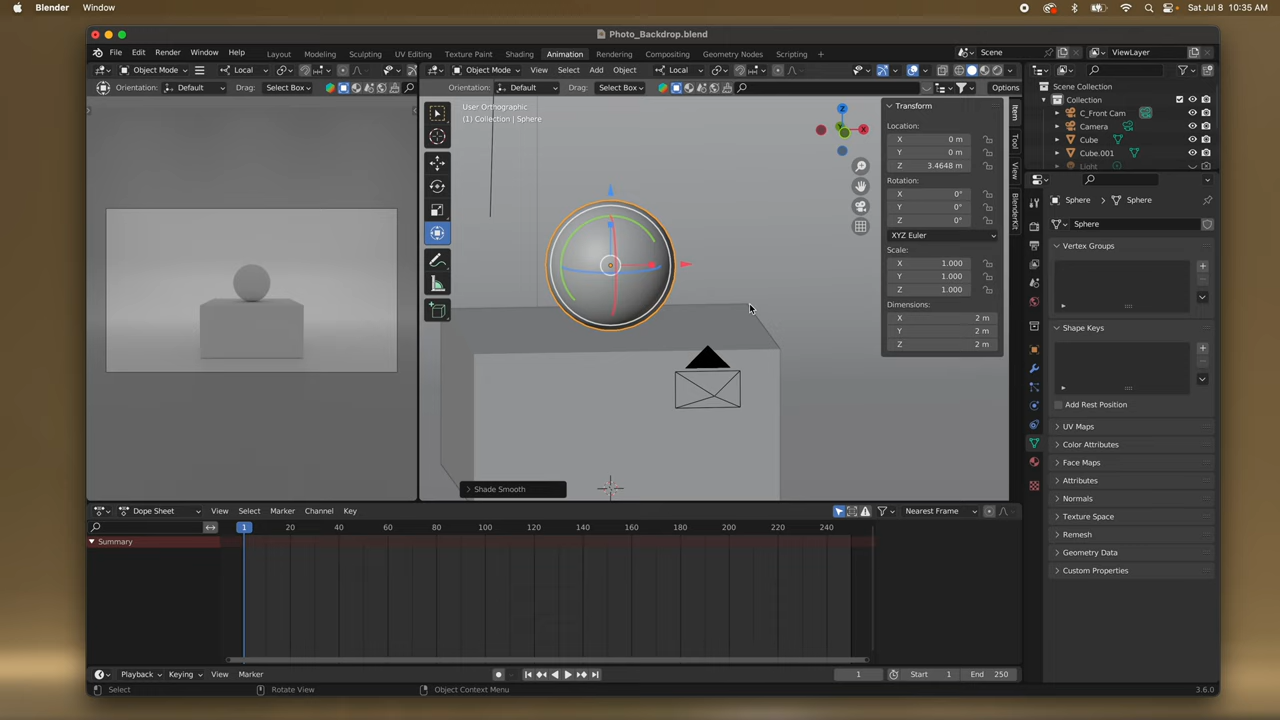 Blender Window Sat Jul 8 10:35 AM
Photo_Backdrop.blend
File Edit Render Window Help Layout Modeling Sculpting UV Editing Texture Paint Shading Animation Rendering Compositing Geometry Nodes Scripting + Scene ViewLayer
Object Mode Local Object Mode View Select Add Object Local
Orientation: Default Drag: Select Box Orientation: Default Drag: Select Box Options
Scene Collection
Collection
C_Front Cam
Camera
Cube
Cube.001
Light
User Orthographic
(1) Collection | Sphere
Z
X
Transform
Location:
X 0 m
Y 0 m
Z 3.4648 m
Rotation:
X 0°
Y 0°
Z 0°
XYZ Euler
Scale:
X 1.000
Y 1.000
Z 1.000
Dimensions:
X 2 m
Y 2 m
Z 2 m
Item
Tool
View
BlenderKit
Sphere Sphere
Sphere
Vertex Groups
Shape Keys
Add Rest Position
UV Maps
Color Attributes
Face Maps
Attributes
Normals
Texture Space
Remesh
Geometry Data
Custom Properties
Shade Smooth
Dope Sheet View Select Marker Channel Key Nearest Frame
1 20 40 60 80 100 120 140 160 180 200 220 240
Summary
Playback Keying View Marker 1 Start 1 End 250
Select Rotate View Object Context Menu 3.6.0